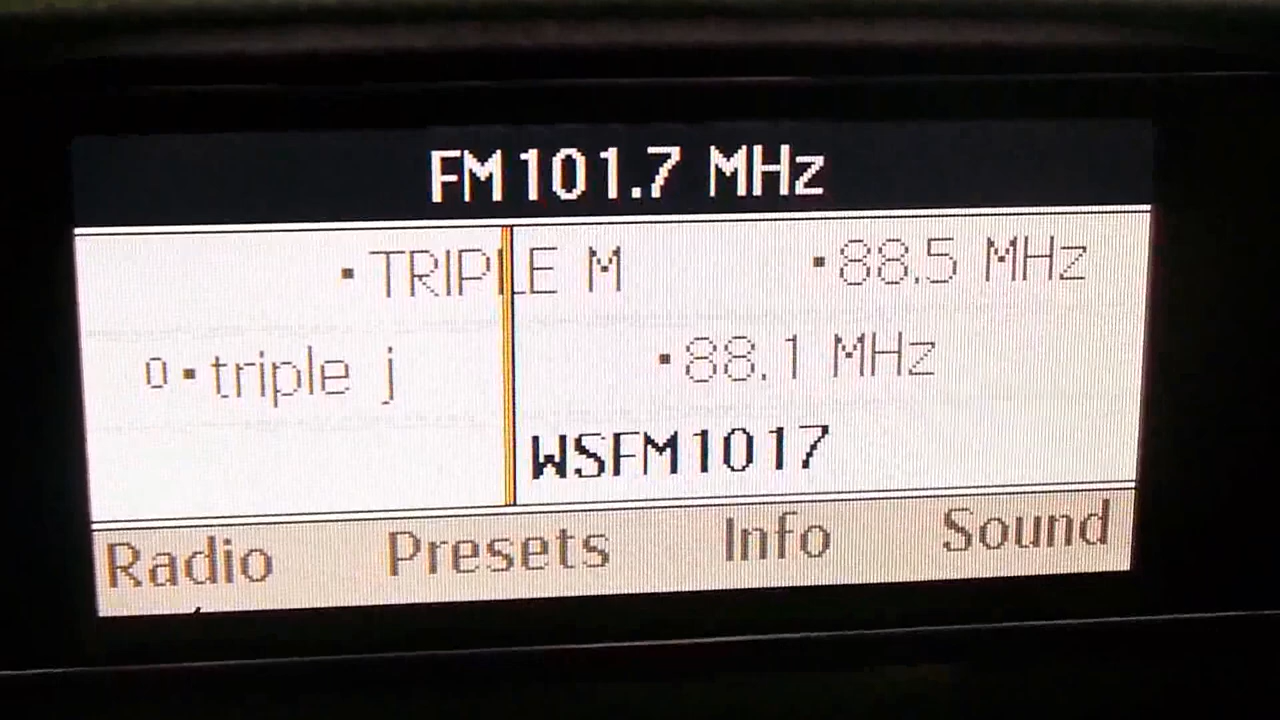 FM 101.7 MHz
▪TRIPLE M ▪88.5 MHz
0▪triple j ▪88.1 MHz
WSFM1017
Radio Presets Info Sound